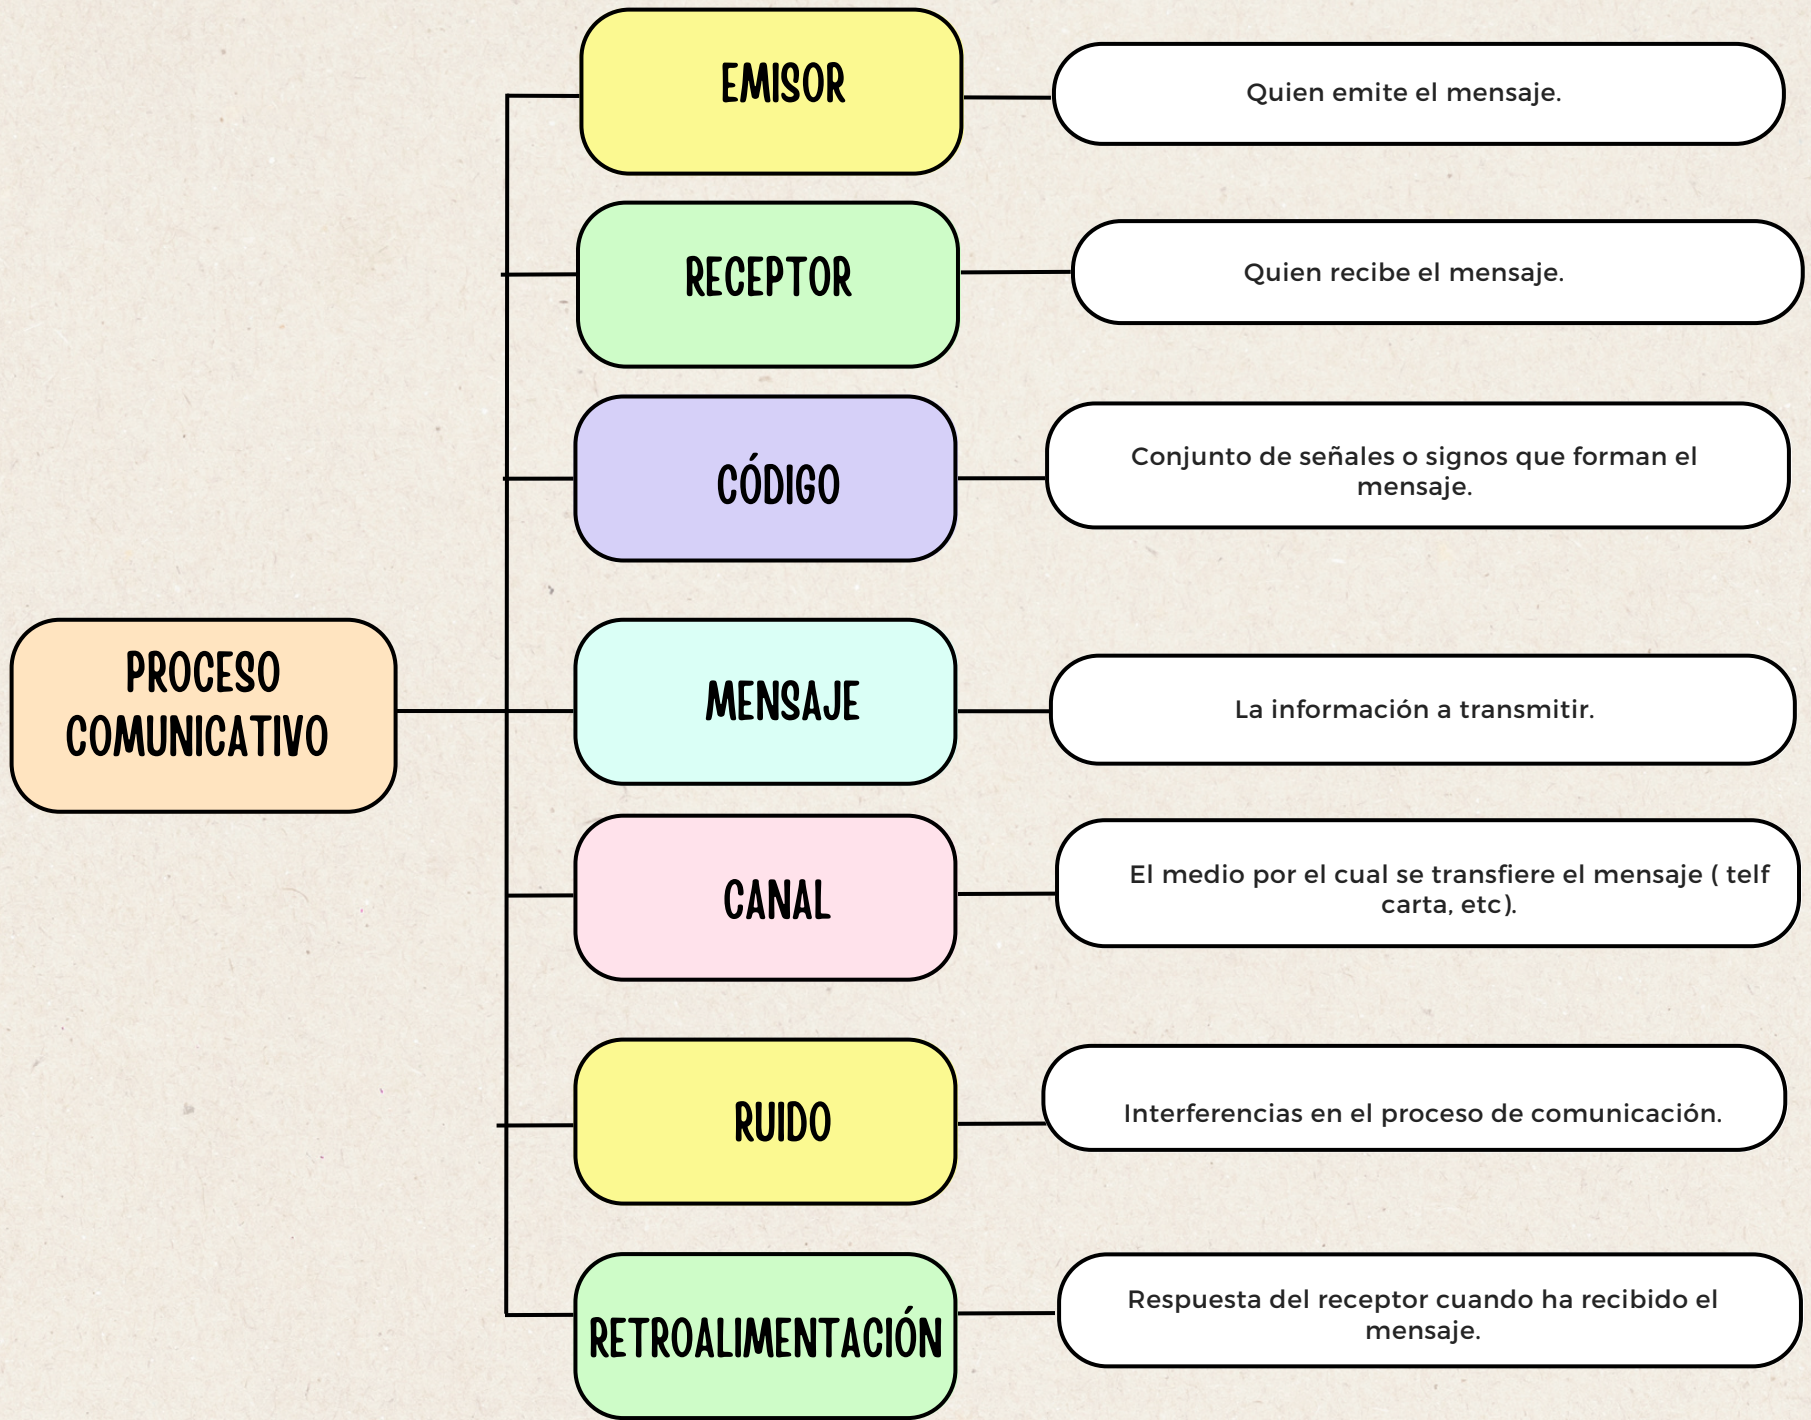 PROCESO
COMUNICATIVO
EMISOR
Quien emite el mensaje.
RECEPTOR
Quien recibe el mensaje.
CÓDIGO
Conjunto de señales o signos que forman el
mensaje.
MENSAJE
La información a transmitir.
CANAL
El medio por el cual se transfiere el mensaje ( telf
carta, etc).
RUIDO
Interferencias en el proceso de comunicación.
RETROALIMENTACIÓN
Respuesta del receptor cuando ha recibido el
mensaje.